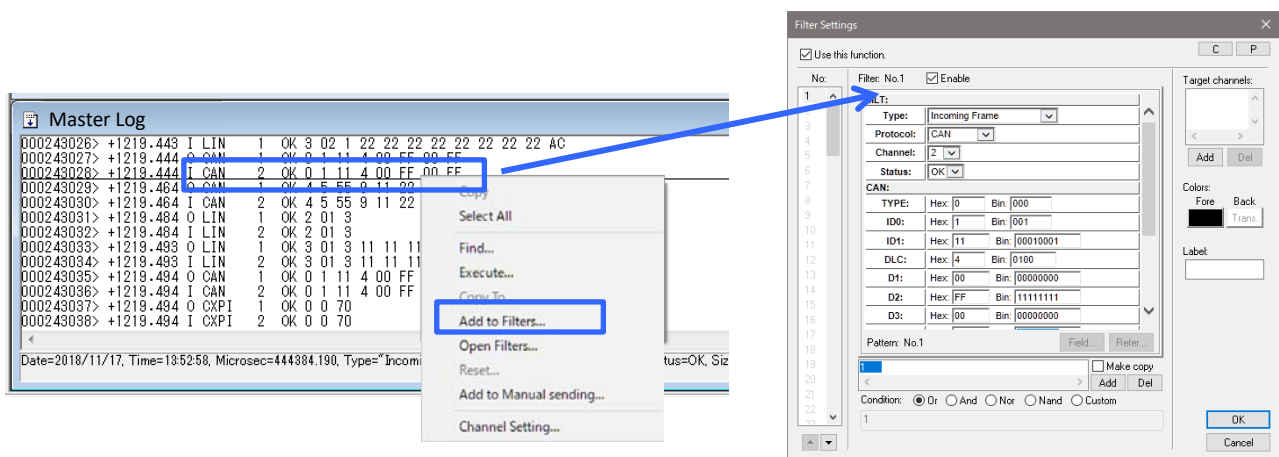 Master Log
000243026> +1219.443 I LIN 1 OK 3 02 1 22 22 22 22 22 22 22 22 AC
000243027> +1219.444 O CAN 1 OK 0 1 11 4 00 FF 00 FF
000243028> +1219.444 I CAN 2 OK 0 1 11 4 00 FF 00 FF
000243029> +1219.464 O CAN 1 OK 4 5 55 9 11 22
000243030> +1219.464 I CAN 2 OK 4 5 55 9 11 22
000243031> +1219.484 O LIN 1 OK 2 01 3
000243032> +1219.484 I LIN 2 OK 2 01 3
000243033> +1219.493 O LIN 1 OK 3 01 3 11 11 11
000243034> +1219.493 I LIN 2 OK 3 01 3 11 11 11
000243035> +1219.494 O CAN 1 OK 0 1 11 4 00 FF
000243036> +1219.494 I CAN 2 OK 0 1 11 4 00 FF
000243037> +1219.494 O CXPI 1 OK 0 0 70
000243038> +1219.494 I CXPI 2 OK 0 0 70
Date=2018/11/17, Time=13:52:58, Microsec=444384.190, Type="Incomi
tus=OK, Siz
Copy
Select All
Find...
Execute...
Copy To
Add to Filters...
Open Filters...
Reset...
Add to Manual sending...
Channel Setting...
Filter Settings
Use this function.
C P
No:
1
3
4
5
6
7
8
9
10
11
12
13
14
15
16
17
18
19
20
21
22
23
Filter: No.1 Enable
Type: Incoming Frame
Protocol: CAN
Channel: 2
Status: OK
CAN:
TYPE: Hex: 0 Bin: 000
ID0: Hex: 1 Bin: 001
ID1: Hex: 11 Bin: 00010001
DLC: Hex: 4 Bin: 0100
D1: Hex: 00 Bin: 00000000
D2: Hex: FF Bin: 11111111
D3: Hex: 00 Bin: 00000000
Pattern: No.1 Field... Refer...
1
Make copy
Add Del
Condition: Or And Nor Nand Custom
1
Target channels:
Add Del
Colors:
Fore Back
Trans.
Label:
OK
Cancel